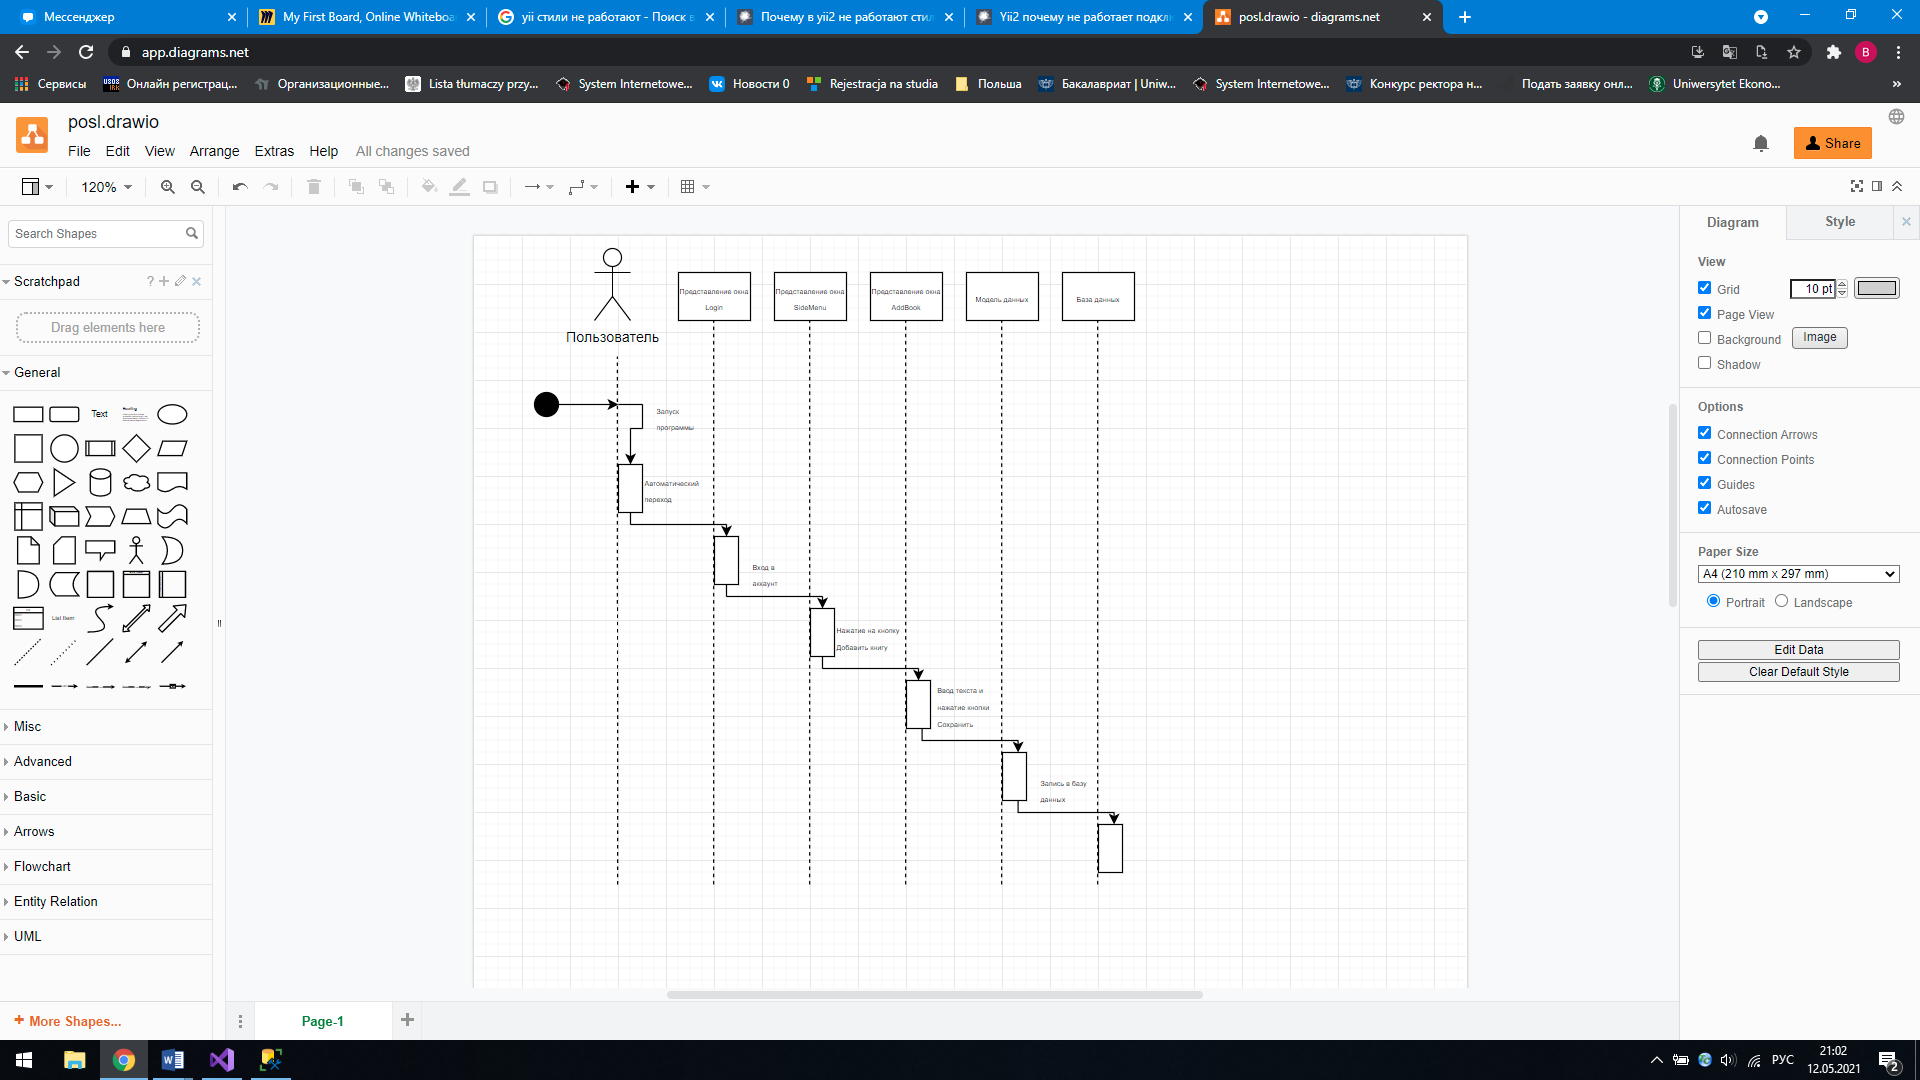 Мессенджер
My First Board, Online Whiteboa
yii стили не работают - Поиск в
Почему в yii2 не работают стил
Yii2 почему не работает подкл
posl.drawio - diagrams.net
app.diagrams.net
B
Сервисы
Онлайн регистрац...
Организационные...
Lista tłumaczy przy...
System Internetowe...
Новости 0
Rejestracja na studia
Польша
Бакалавриат | Uniw...
System Internetowe...
Конкурс ректора н...
Подать заявку онл...
Uniwersytet Ekono...
»
posl.drawio
File Edit View Arrange Extras Help All changes saved
Share
120%
Search Shapes
Scratchpad
?
Drag elements here
General
Text
Heading
List Item
Misc
Advanced
Basic
Arrows
Flowchart
Entity Relation
UML
+ More Shapes...
Пользователь
Представление окна
Login
Представление окна
SideMenu
Представление окна
AddBook
Модель данных
База данных
Запуск
программы
Автоматический
переход
Вход в
аккаунт
Нажатие на кнопку
Добавить книгу
Ввод текста и
нажатие кнопки
Сохранить
Запись в базу
данных
Page-1
Diagram
Style
View
Grid
10 pt
Page View
Background
Image
Shadow
Options
Connection Arrows
Connection Points
Guides
Autosave
Paper Size
A4 (210 mm x 297 mm)
Portrait
Landscape
Edit Data
Clear Default Style
РУС
21:02
12.05.2021
2